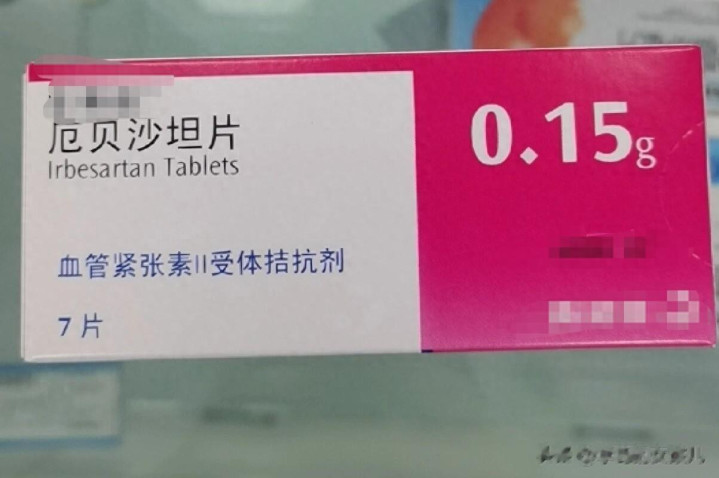 厄贝沙坦片
Irbesartan Tablets
0.15g
血管紧张素II受体拮抗剂
7片